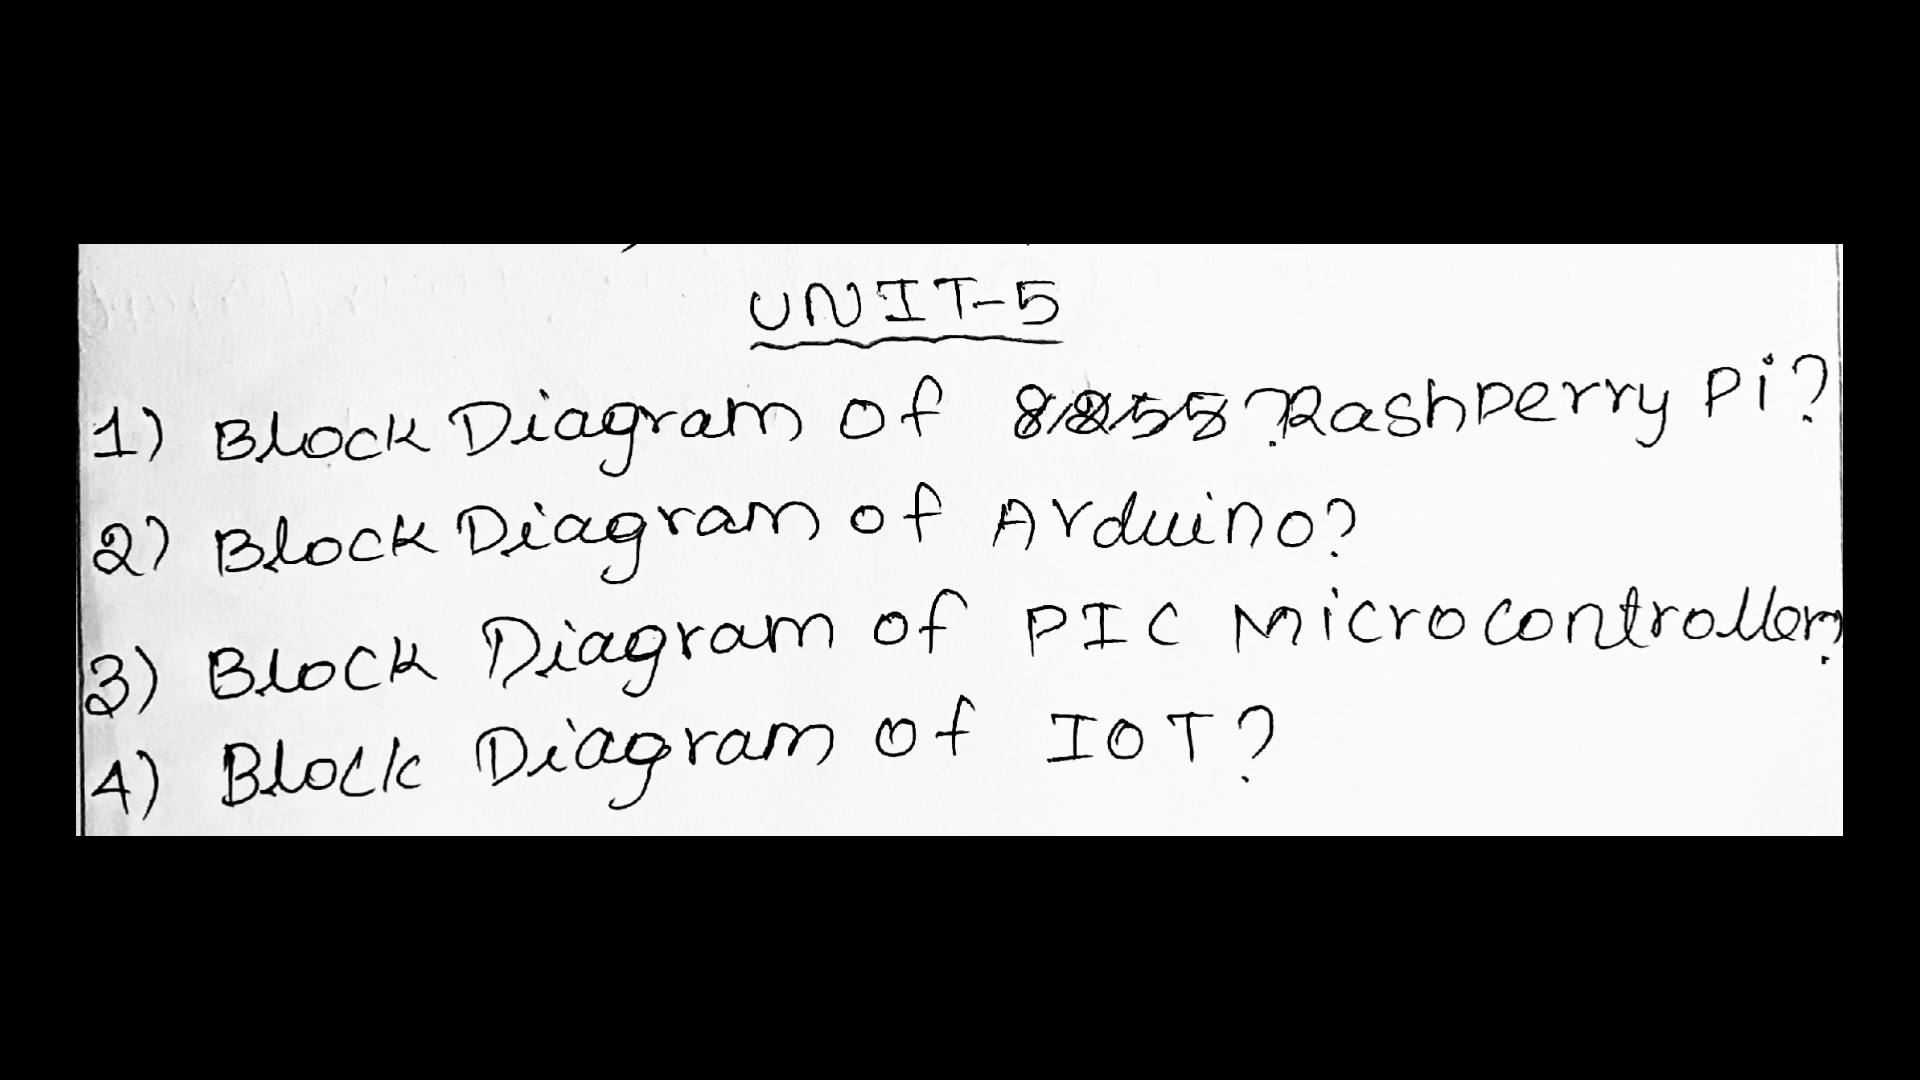 UNIT-5
1) Block Diagram of 8255? Rashperry Pi?
2) Block Diagram of Arduino?
3) Block Diagram of PIC Microcontroller?
4) Block Diagram of IOT?